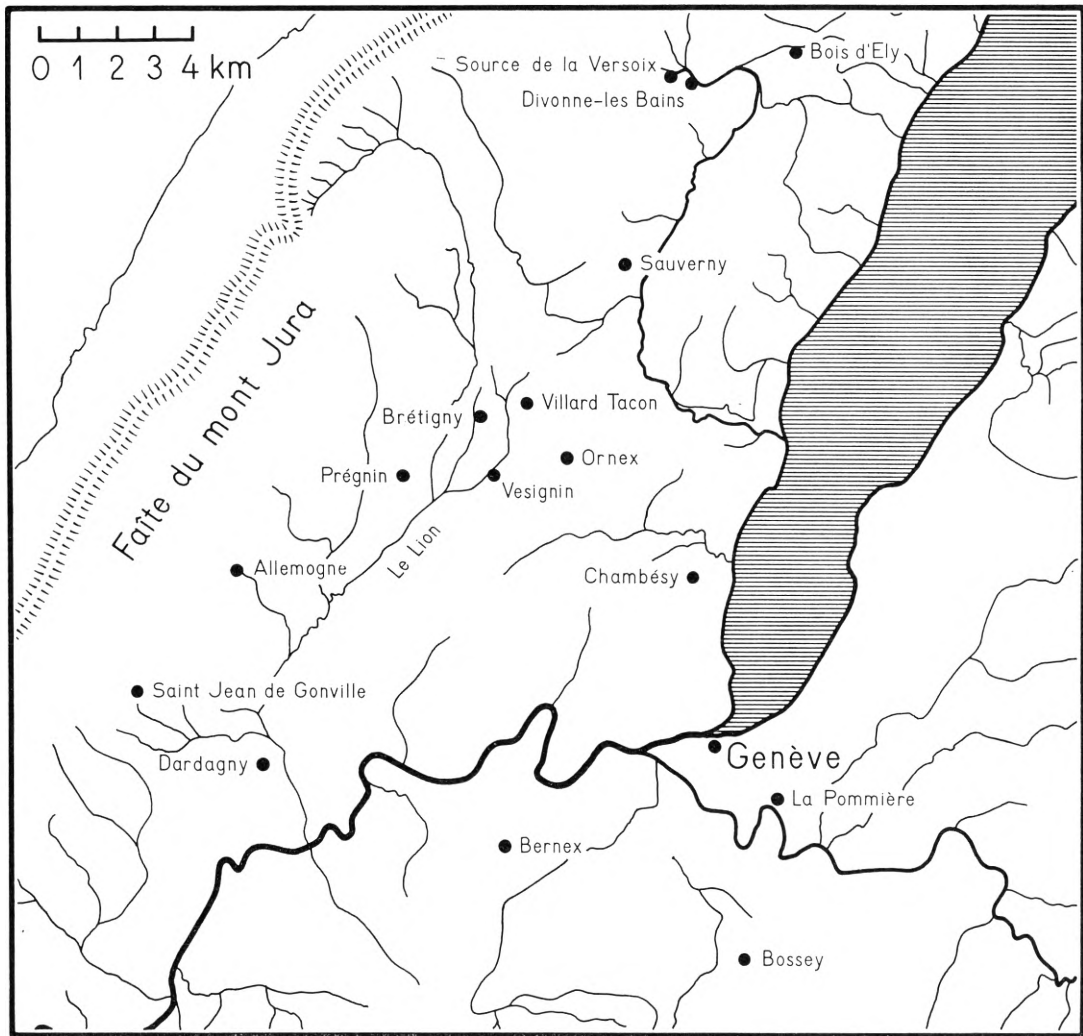 0 1 2 3 4 km
Source de la Versoix
Bois d'Ely
Divonne-les Bains
Sauverny
Faîte du mont Jura
Villard Tacon
Brétigny
Ornex
Prégnin
Vesignin
Le Lion
Allemogne
Chambésy
Saint Jean de Gonville
Genève
Dardagny
La Pommière
Bernex
Bossey